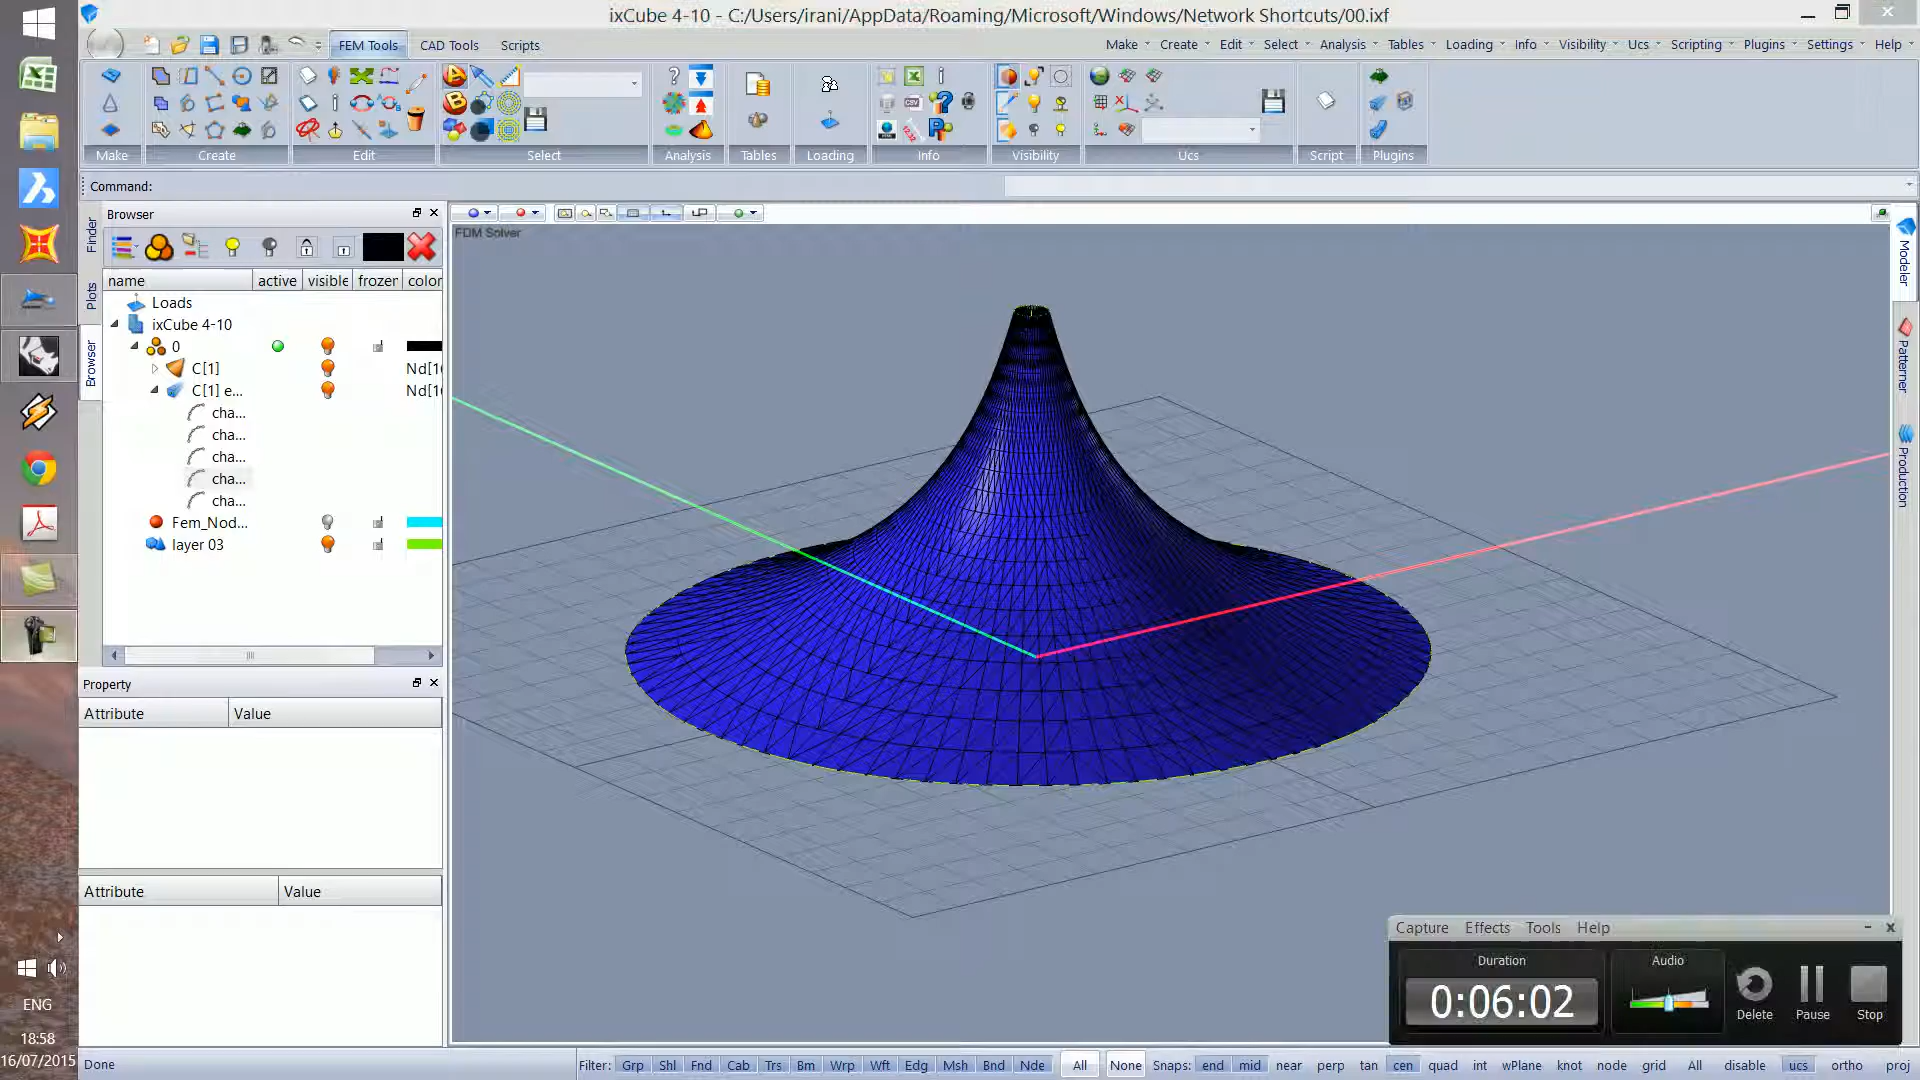 ixCube 4-10 - C:/Users/irani/AppData/Roaming/Microsoft/Windows/Network Shortcuts/00.ixf
FEM Tools CAD Tools Scripts
Make Create Edit Select Analysis Tables Loading Info Visibility Ucs Scripting Plugins Settings Help
Make Create Edit Select Analysis Tables Loading Info Visibility Ucs Script Plugins
Command:
Browser
FDM Solver
Finder
Plots
Browser
name active visible frozer color
Loads
ixCube 4-10
0
C[1] Nd[1
C[1] e... Nd[1
cha...
cha...
cha...
cha...
cha...
Fem_Nod...
layer 03
Modeler
Patterner
Production
Property
Attribute Value
Attribute Value
Capture Effects Tools Help
Duration
0:06:02
Audio
Delete Pause Stop
ENG
18:58
16/07/2015
Done
Filter: Grp Shl Fnd Cab Trs Bm Wrp Wft Edg Msh Bnd Nde All None Snaps: end mid near perp tan cen quad int wPlane knot node grid All disable ucs ortho proj